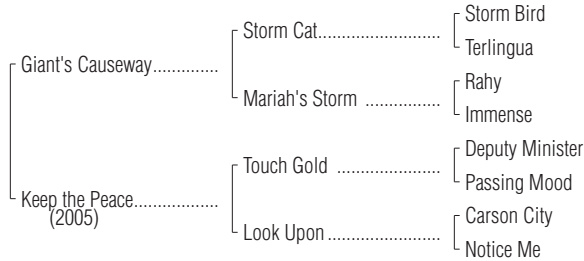 Storm Bird
Storm Cat..............................
Terlingua
Giant's Causeway................
Rahy
Mariah's Storm ..................
Immense
Deputy Minister
Touch Gold .........................
Passing Mood
Keep the Peace.....................
(2005)
Carson City
Look Upon ...........................
Notice Me